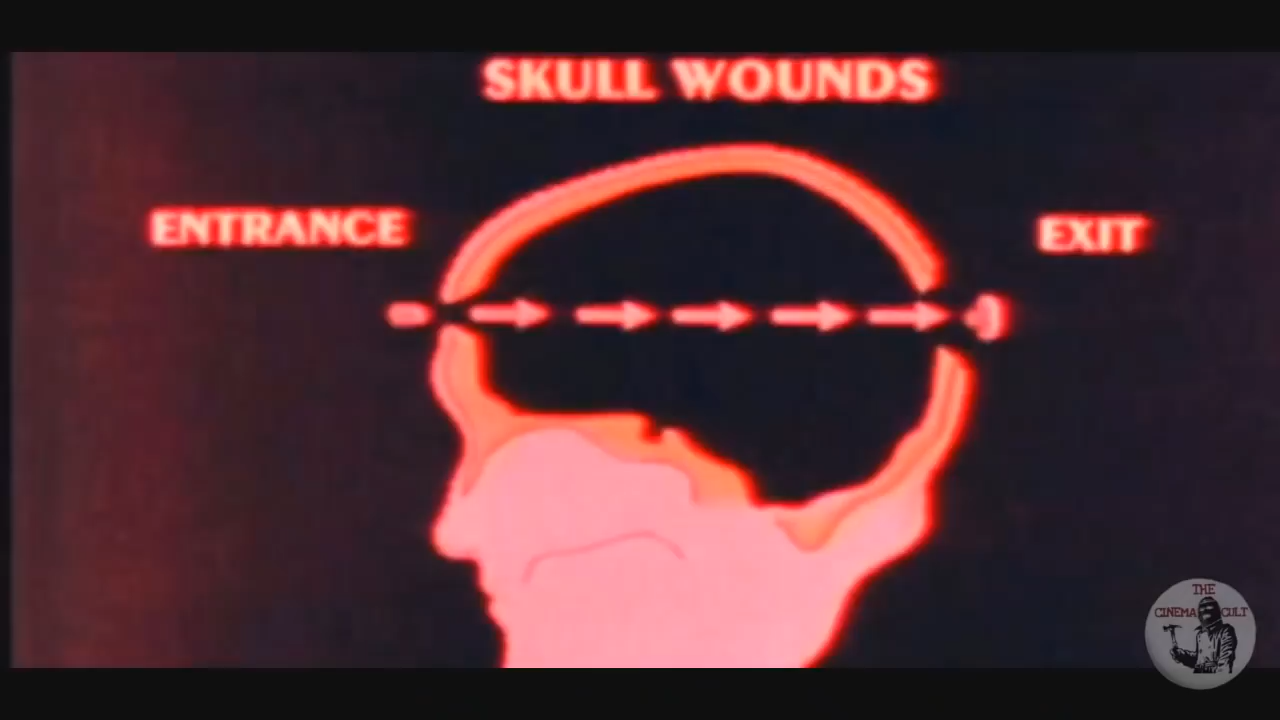 SKULL WOUNDS
ENTRANCE
EXIT
THE
CINEMA CULT